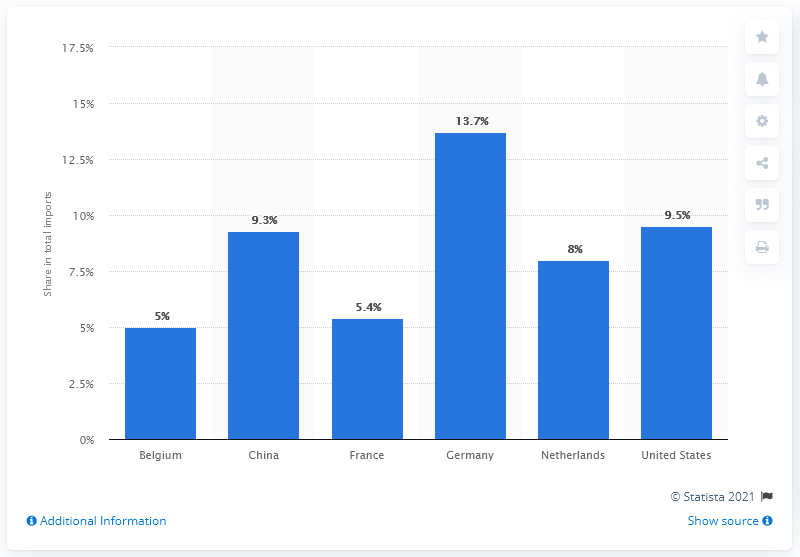 17.5%
15%
12.5%
10%
7.5%
5%
2.5%
0%
Share in total imports
5%
9.3%
5.4%
13.7%
8%
9.5%
Belgium
China
France
Germany
Netherlands
United States
© Statista 2021
Additional Information
Show source